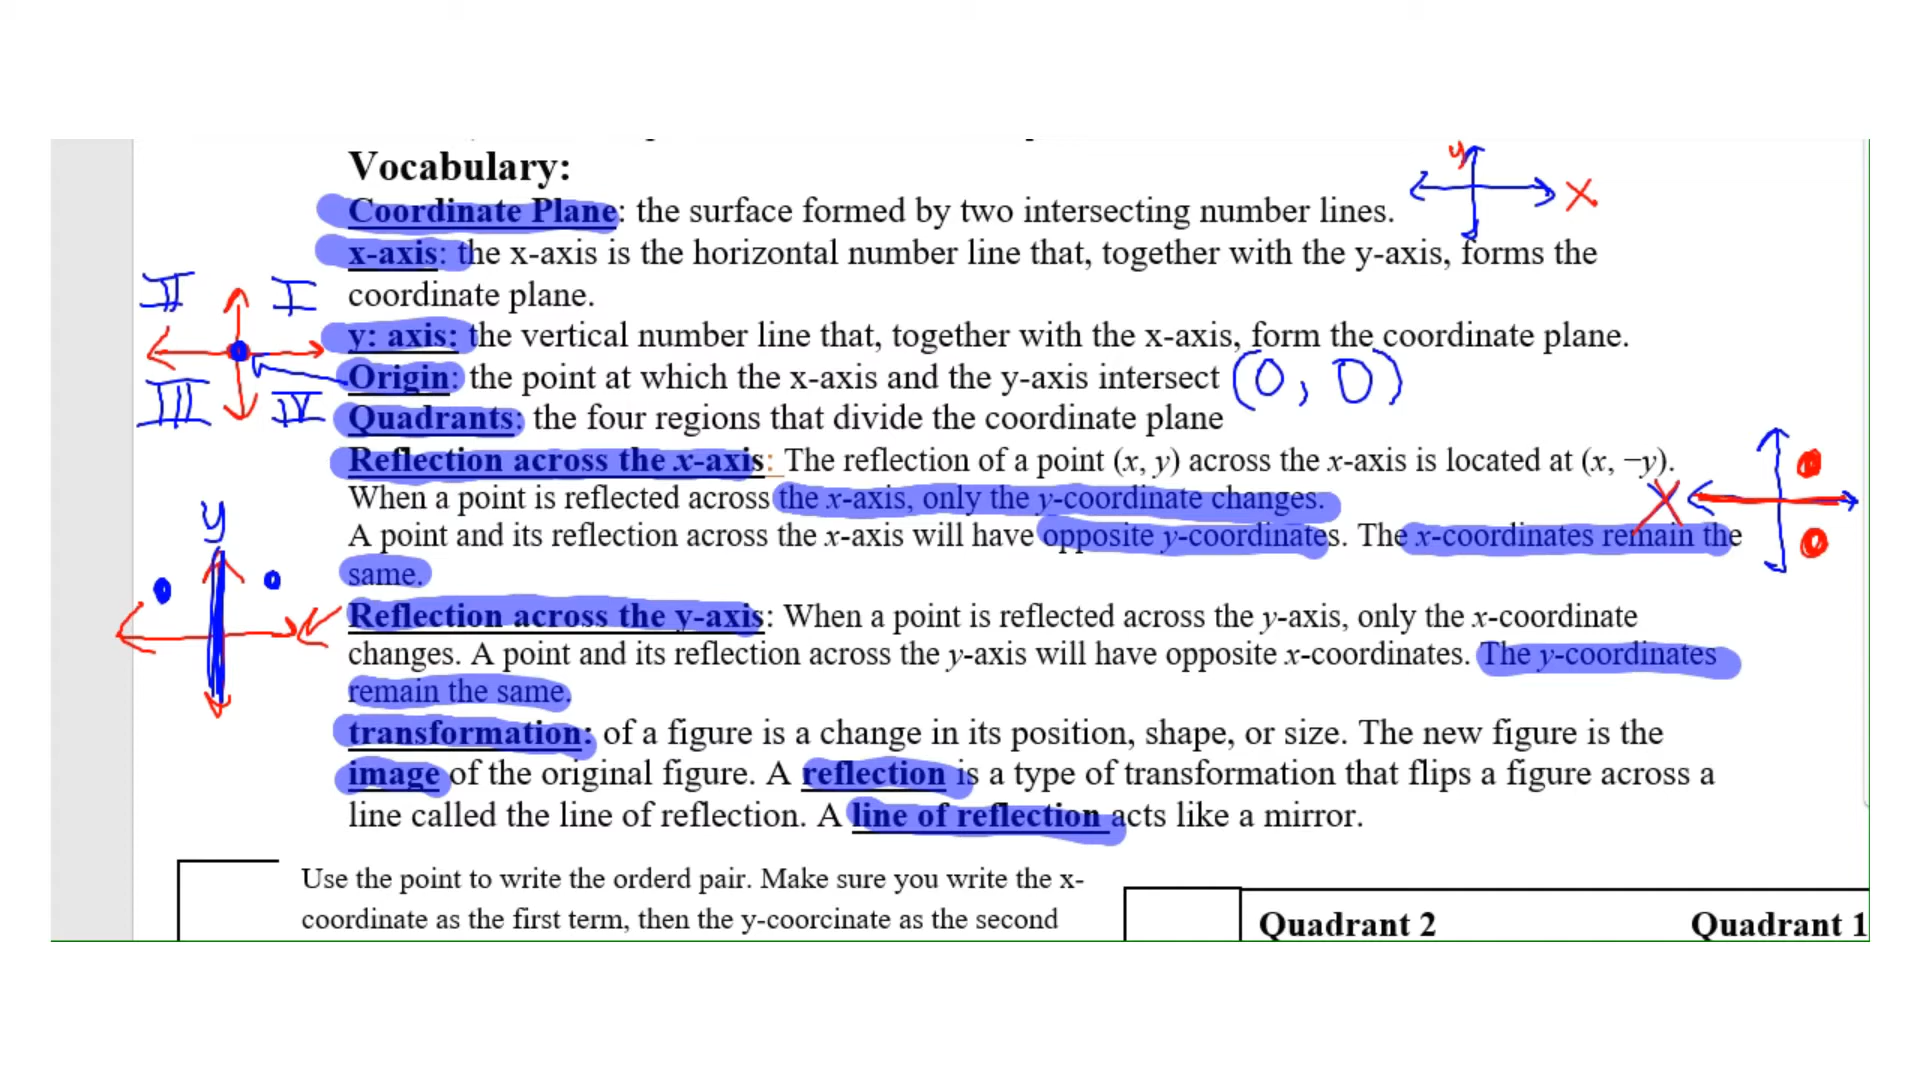 Vocabulary:
y
Coordinate Plane: the surface formed by two intersecting number lines.
X
x-axis: the x-axis is the horizontal number line that, together with the y-axis, forms the
coordinate plane.
II I
y: axis: the vertical number line that, together with the x-axis, form the coordinate plane.
Origin: the point at which the x-axis and the y-axis intersect (0, 0)
III IV
Quadrants: the four regions that divide the coordinate plane
Reflection across the x-axis: The reflection of a point (x, y) across the x-axis is located at (x, −y).
When a point is reflected across the x-axis, only the y-coordinate changes.
X
y
A point and its reflection across the x-axis will have opposite y-coordinates. The x-coordinates remain the
same.
Reflection across the y-axis: When a point is reflected across the y-axis, only the x-coordinate
changes. A point and its reflection across the y-axis will have opposite x-coordinates. The y-coordinates
remain the same.
transformation: of a figure is a change in its position, shape, or size. The new figure is the
image of the original figure. A reflection is a type of transformation that flips a figure across a
line called the line of reflection. A line of reflection acts like a mirror.
Use the point to write the orderd pair. Make sure you write the x-
coordinate as the first term, then the y-coorcinate as the second
Quadrant 2 Quadrant 1